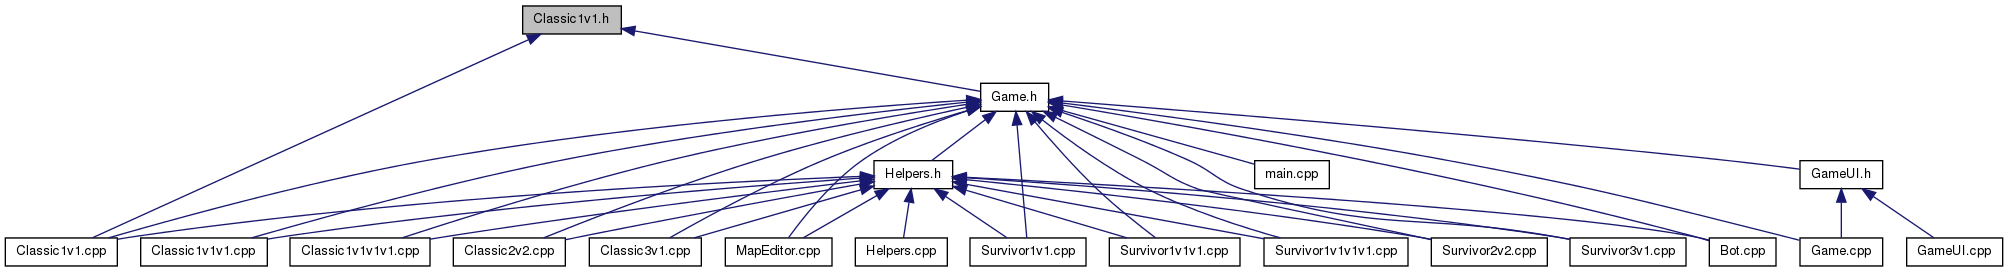 Classic1v1.h
Game.h
Helpers.h
main.cpp
GameUI.h
Classic1v1.cpp
Classic1v1v1.cpp
Classic1v1v1v1.cpp
Classic2v2.cpp
Classic3v1.cpp
MapEditor.cpp
Helpers.cpp
Survivor1v1.cpp
Survivor1v1v1.cpp
Survivor1v1v1v1.cpp
Survivor2v2.cpp
Survivor3v1.cpp
Bot.cpp
Game.cpp
GameUI.cpp